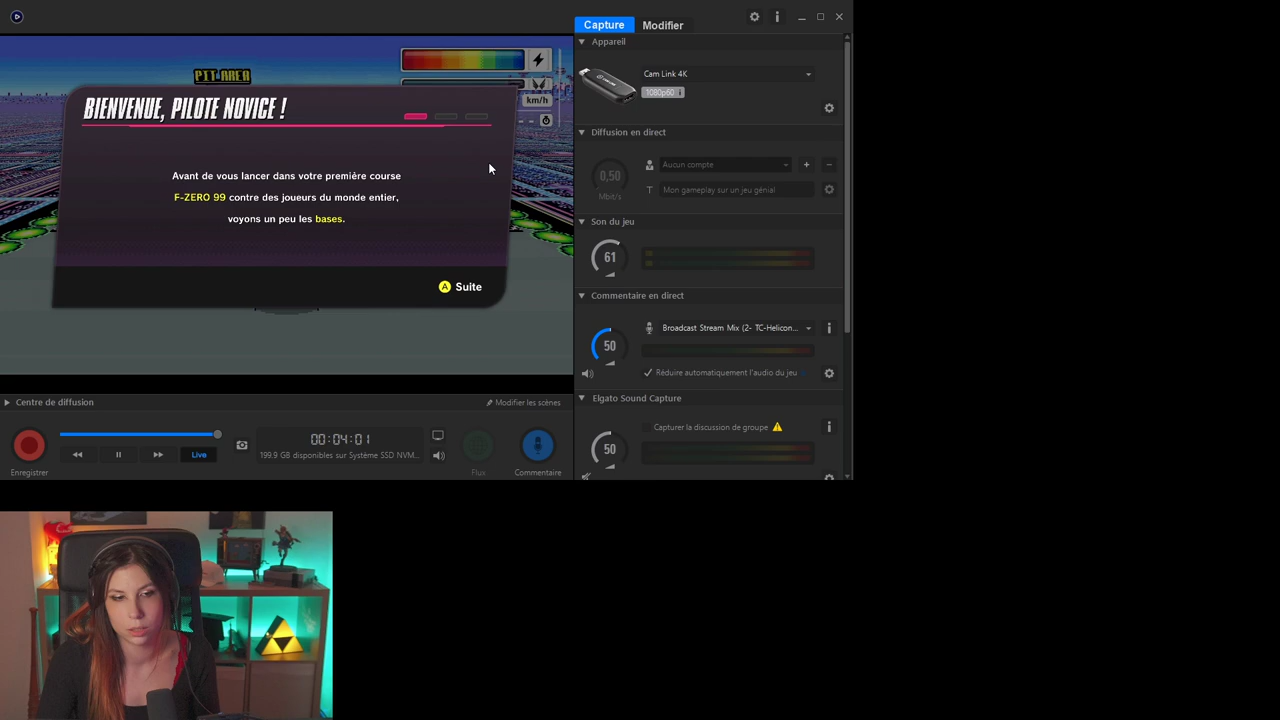 Capture
Modifier
Appareil
Cam Link 4K
1080p60
Diffusion en direct
0,50
Mbit/s
Aucun compte
Mon gameplay sur un jeu génial
Son du jeu
61
Commentaire en direct
50
Broadcast Stream Mix (2- TC-Helicon...
Réduire automatiquement l'audio du jeu
Elgato Sound Capture
50
Capturer la discussion de groupe
PIT AREA
km/h
BIENVENUE, PILOTE NOVICE !
Avant de vous lancer dans votre première course
F-ZERO 99 contre des joueurs du monde entier,
voyons un peu les bases.
A Suite
Centre de diffusion
Modifier les scènes
Enregistrer
Live
00:04:01
199.9 GB disponibles sur Système SSD NVM...
Flux
Commentaire